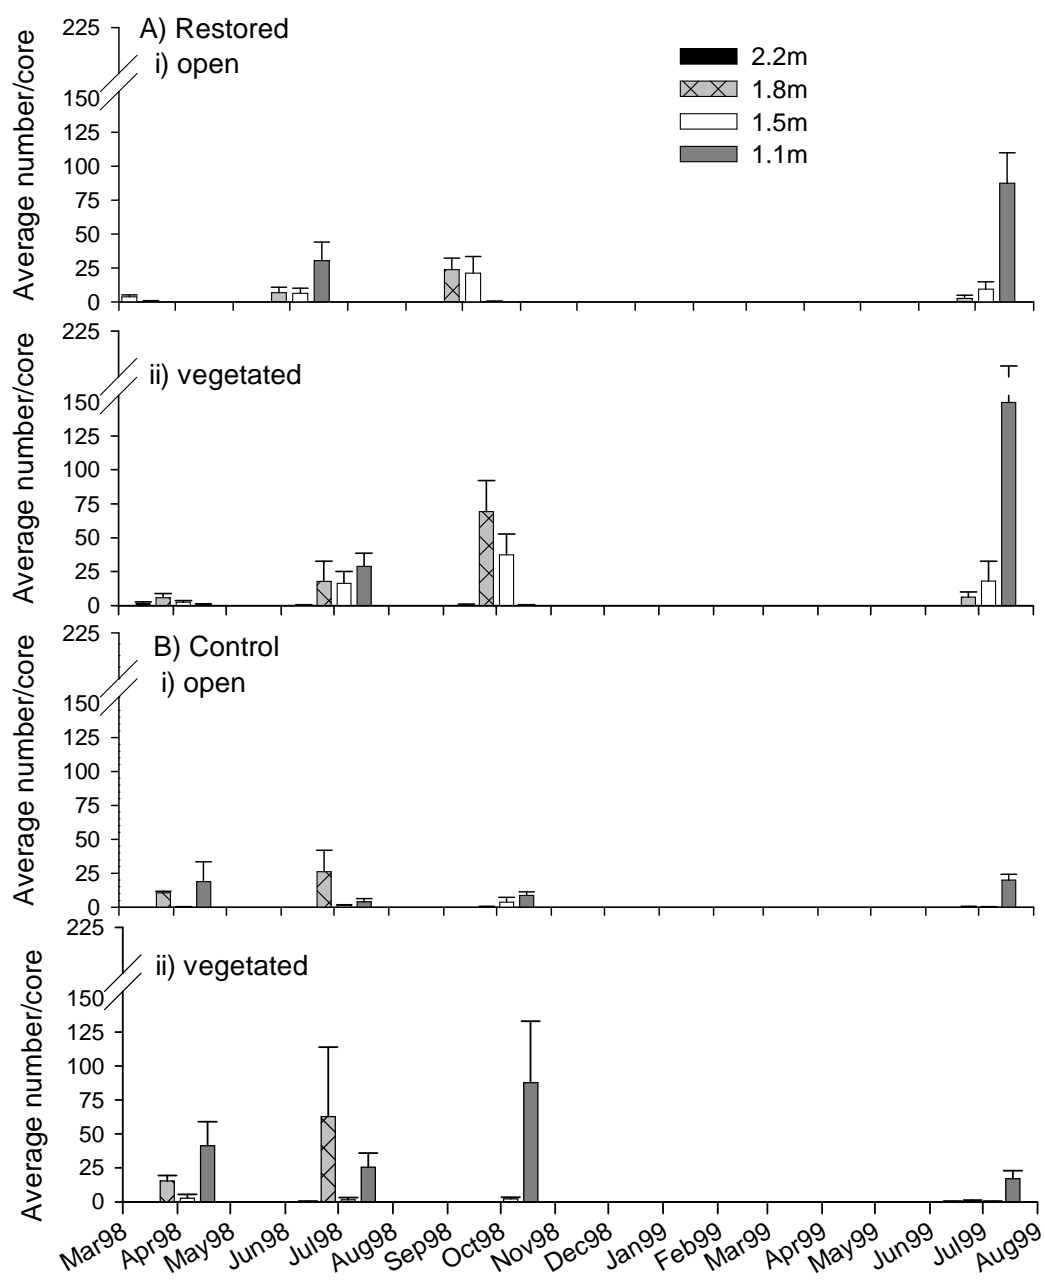 A) Restored
i) open
2.2m
1.8m
1.5m
1.1m
Average number/core
225
150
125
100
75
50
25
0
ii) vegetated
Average number/core
225
150
125
100
75
50
25
0
B) Control
i) open
Average number/core
225
150
125
100
75
50
25
0
ii) vegetated
Average number/core
225
150
125
100
75
50
25
0
Mar98 Apr98 May98 Jun98 Jul98 Aug98 Sep98 Oct98 Nov98 Dec98 Jan99 Feb99 Mar99 Apr99 May99 Jun99 Jul99 Aug99